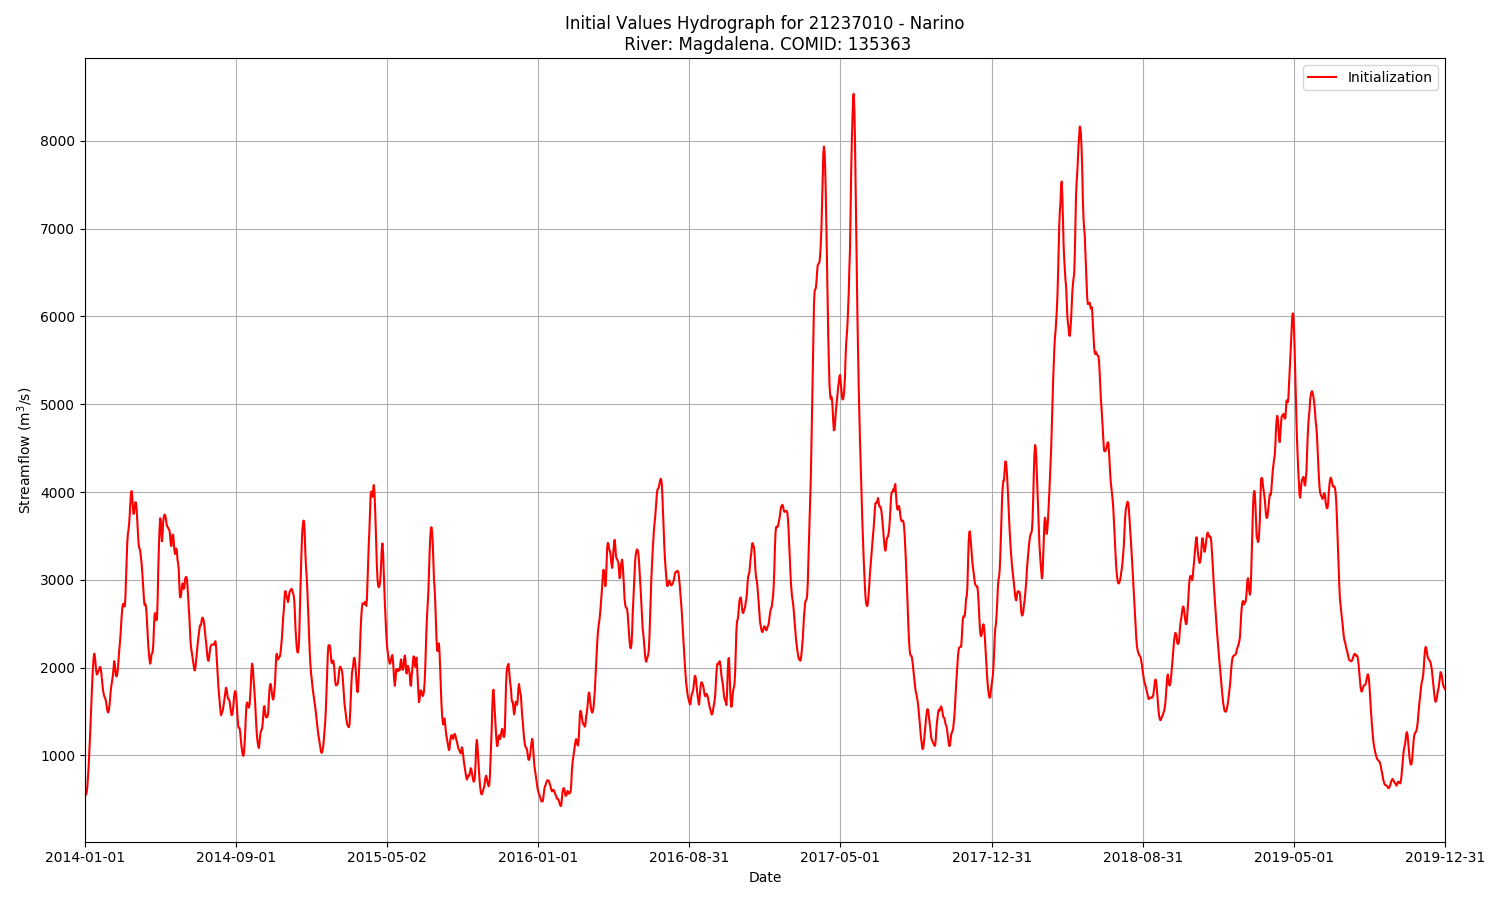 Initial Values Hydrograph for 21237010 - Narino
River: Magdalena. COMID: 135363
Initialization
8000
7000
6000
5000
4000
3000
2000
1000
Streamflow (m³/s)
2014-01-01 2014-09-01 2015-05-02 2016-01-01 2016-08-31 2017-05-01 2017-12-31 2018-08-31 2019-05-01 2019-12-31
Date